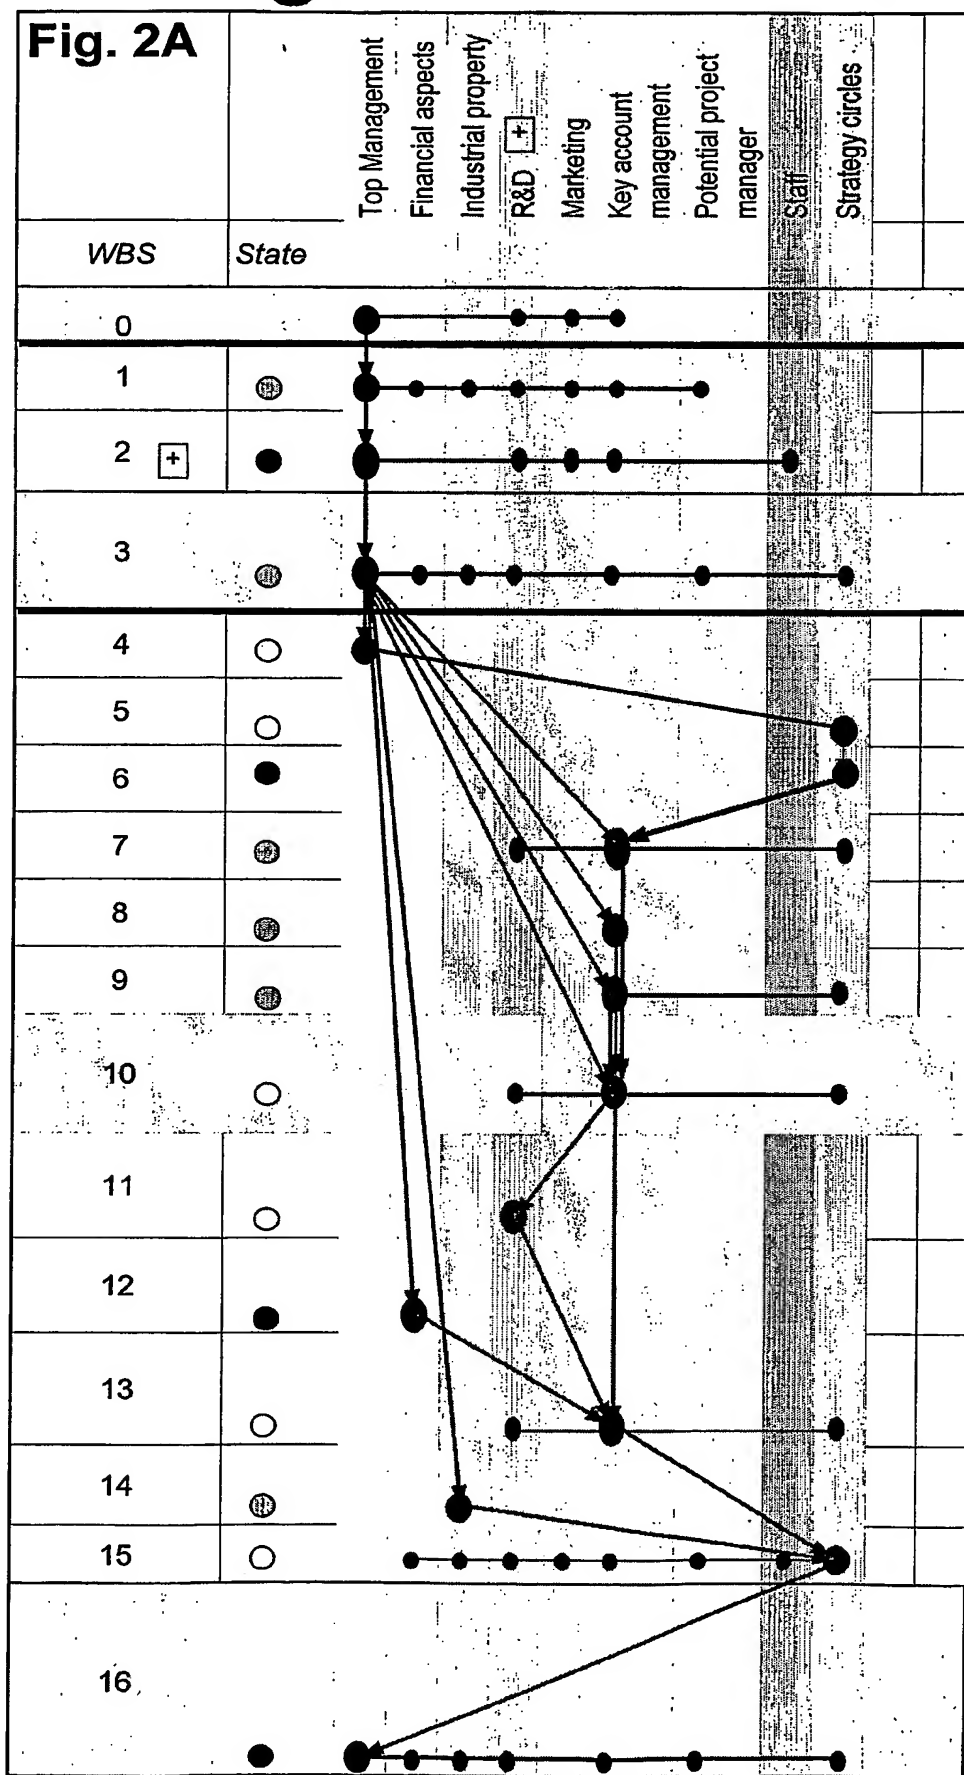 Fig. 2A
Top Management
Financial aspects
Industrial property
R&D +
Marketing
Key account
management
Potential project
manager
Staff
Strategy circles
WBS State
0
1
2 +
3
4
5
6
7
8
9
10
11
12
13
14
15
16